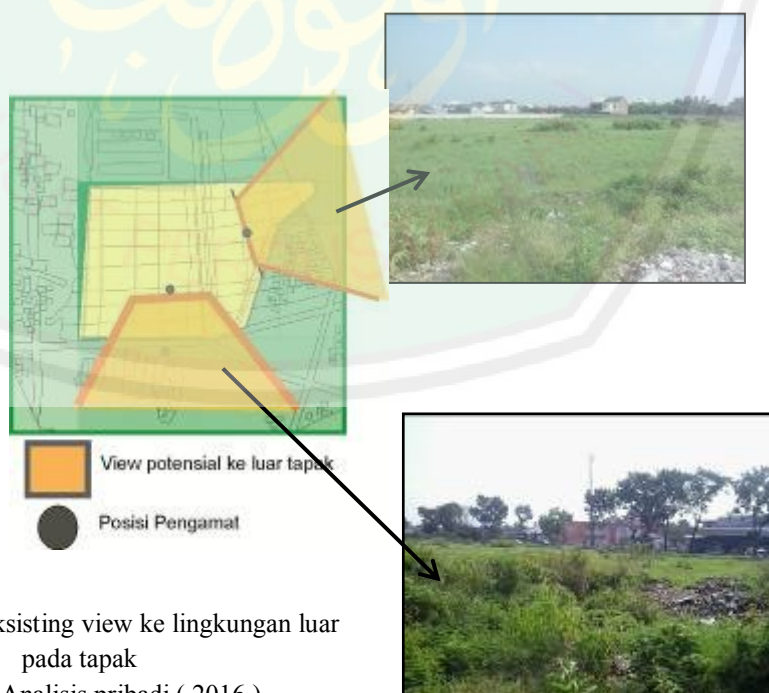 View potensial ke luar tapak
Posisi Pengamat
ksisting view ke lingkungan luar
pada tapak
Analisis pribadi ( 2016 )